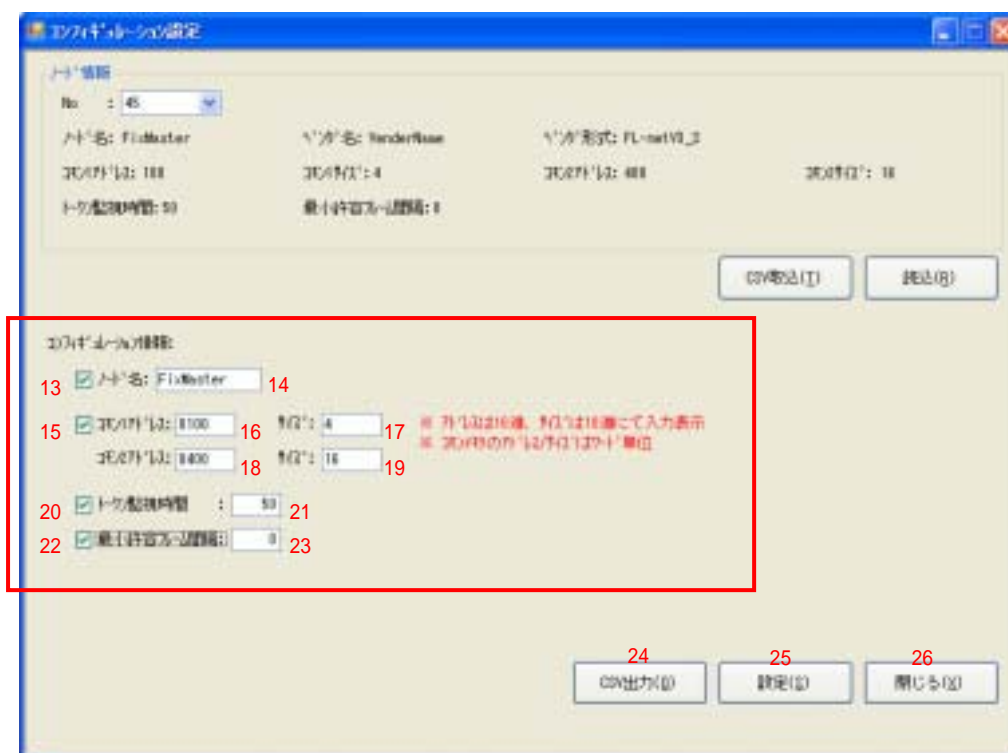 コンフィギュレーション設定
ノード情報
No : 45
ノード名: FixMaster ベンダ名: VenderName ベンダ形式: FL-netV3_S
コモン1アドレス: 100 コモン1サイズ: 4 コモン2アドレス: 400 コモン2サイズ: 16
トークン監視時間: 50 最小許容フレーム間隔: 0
CSV取込(T) 読込(R)
コンフィギュレーション情報:
13 ノード名: FixMaster 14
15 コモン1アドレス: 0100 16 サイズ: 4 17 ※ アドレスは16進、サイズは10進にて入力表示
コモン2アドレス: 0400 18 サイズ: 16 19 ※ コモンメモリのアドレス/サイズはワード単位
20 トークン監視時間 : 50 21
22 最小許容フレーム間隔: 0 23
24 25 26
CSV出力(O) 設定(S) 閉じる(X)